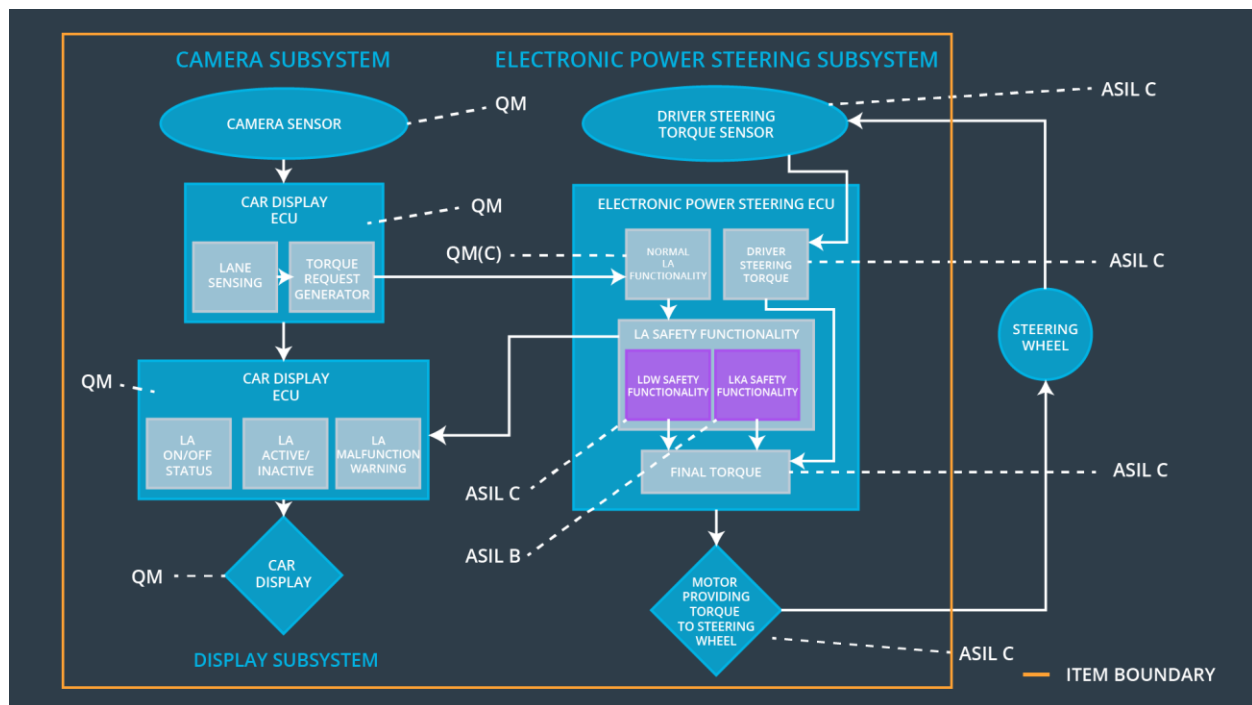 CAMERA SUBSYSTEM
ELECTRONIC POWER STEERING SUBSYSTEM
CAMERA SENSOR
QM
DRIVER STEERING
TORQUE SENSOR
ASIL C
CAR DISPLAY
ECU
QM
LANE
SENSING
TORQUE
REQUEST
GENERATOR
ELECTRONIC POWER STEERING ECU
QM(C)
NORMAL
LA
FUNCTIONALITY
DRIVER
STEERING
TORQUE
ASIL C
LA SAFETY FUNCTIONALITY
LDW SAFETY
FUNCTIONALITY
LKA SAFETY
FUNCTIONALITY
STEERING
WHEEL
CAR DISPLAY
ECU
QM
LA
ON/OFF
STATUS
LA
ACTIVE/
INACTIVE
LA
MALFUNCTION
WARNING
FINAL TORQUE
ASIL C
ASIL C
ASIL B
CAR
DISPLAY
QM
MOTOR
PROVIDING
TORQUE
TO STEERING
WHEEL
ASIL C
DISPLAY SUBSYSTEM
ITEM BOUNDARY